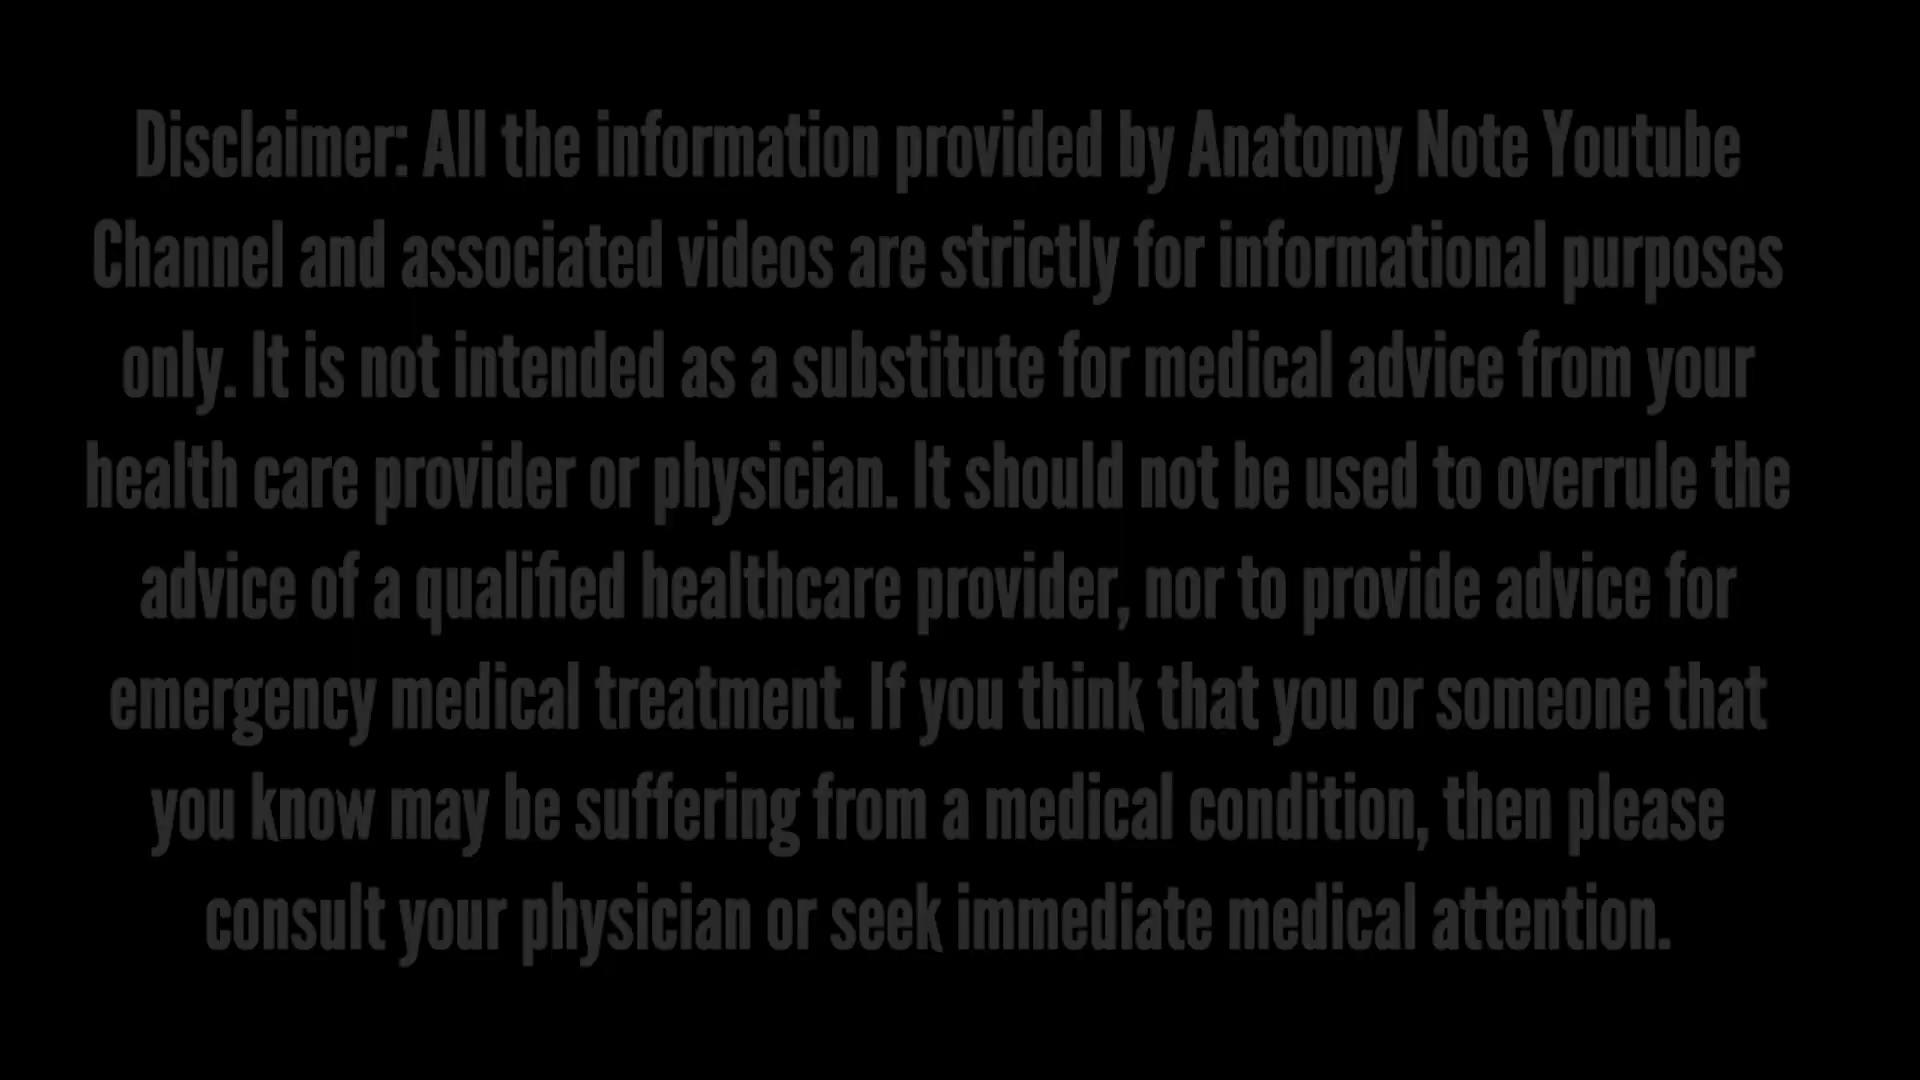 Disclaimer: All the information provided by Anatomy Note Youtube
Channel and associated videos are strictly for informational purposes
only. It is not intended as a substitute for medical advice from your
health care provider or physician. It should not be used to overrule the
advice of a qualified healthcare provider, nor to provide advice for
emergency medical treatment. If you think that you or someone that
you know may be suffering from a medical condition, then please
consult your physician or seek immediate medical attention.